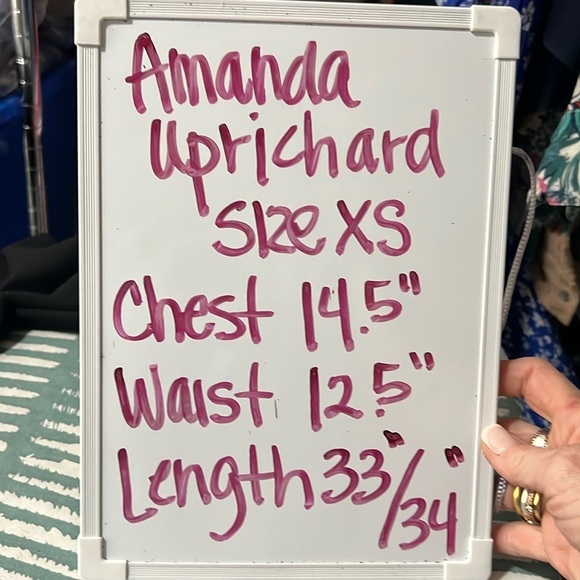 Amanda
Uprichard
Size XS
Chest 14.5"
Waist 12.5"
Length 33"/34"